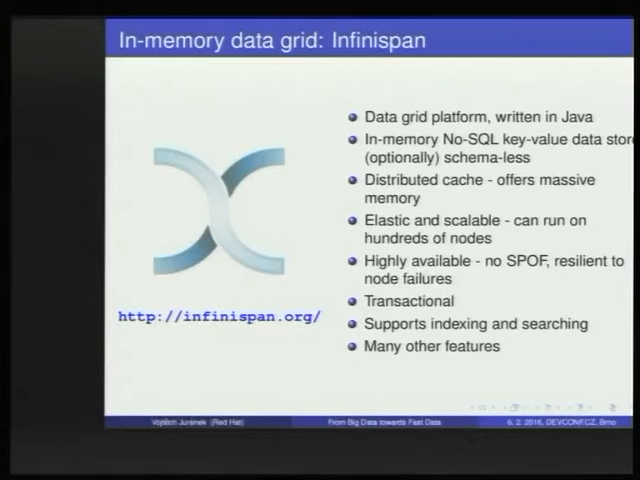 In-memory data grid: Infinispan
Data grid platform, written in Java
In-memory No-SQL key-value data stor
(optionally) schema-less
Distributed cache - offers massive
memory
Elastic and scalable - can run on
hundreds of nodes
Highly available - no SPOF, resilient to
node failures
Transactional
Supports indexing and searching
Many other features
http://infinispan.org/
Vojtěch Juránek (Red Hat)
From Big Data towards Fast Data
6. 2. 2016, DEVCONF.CZ, Brno